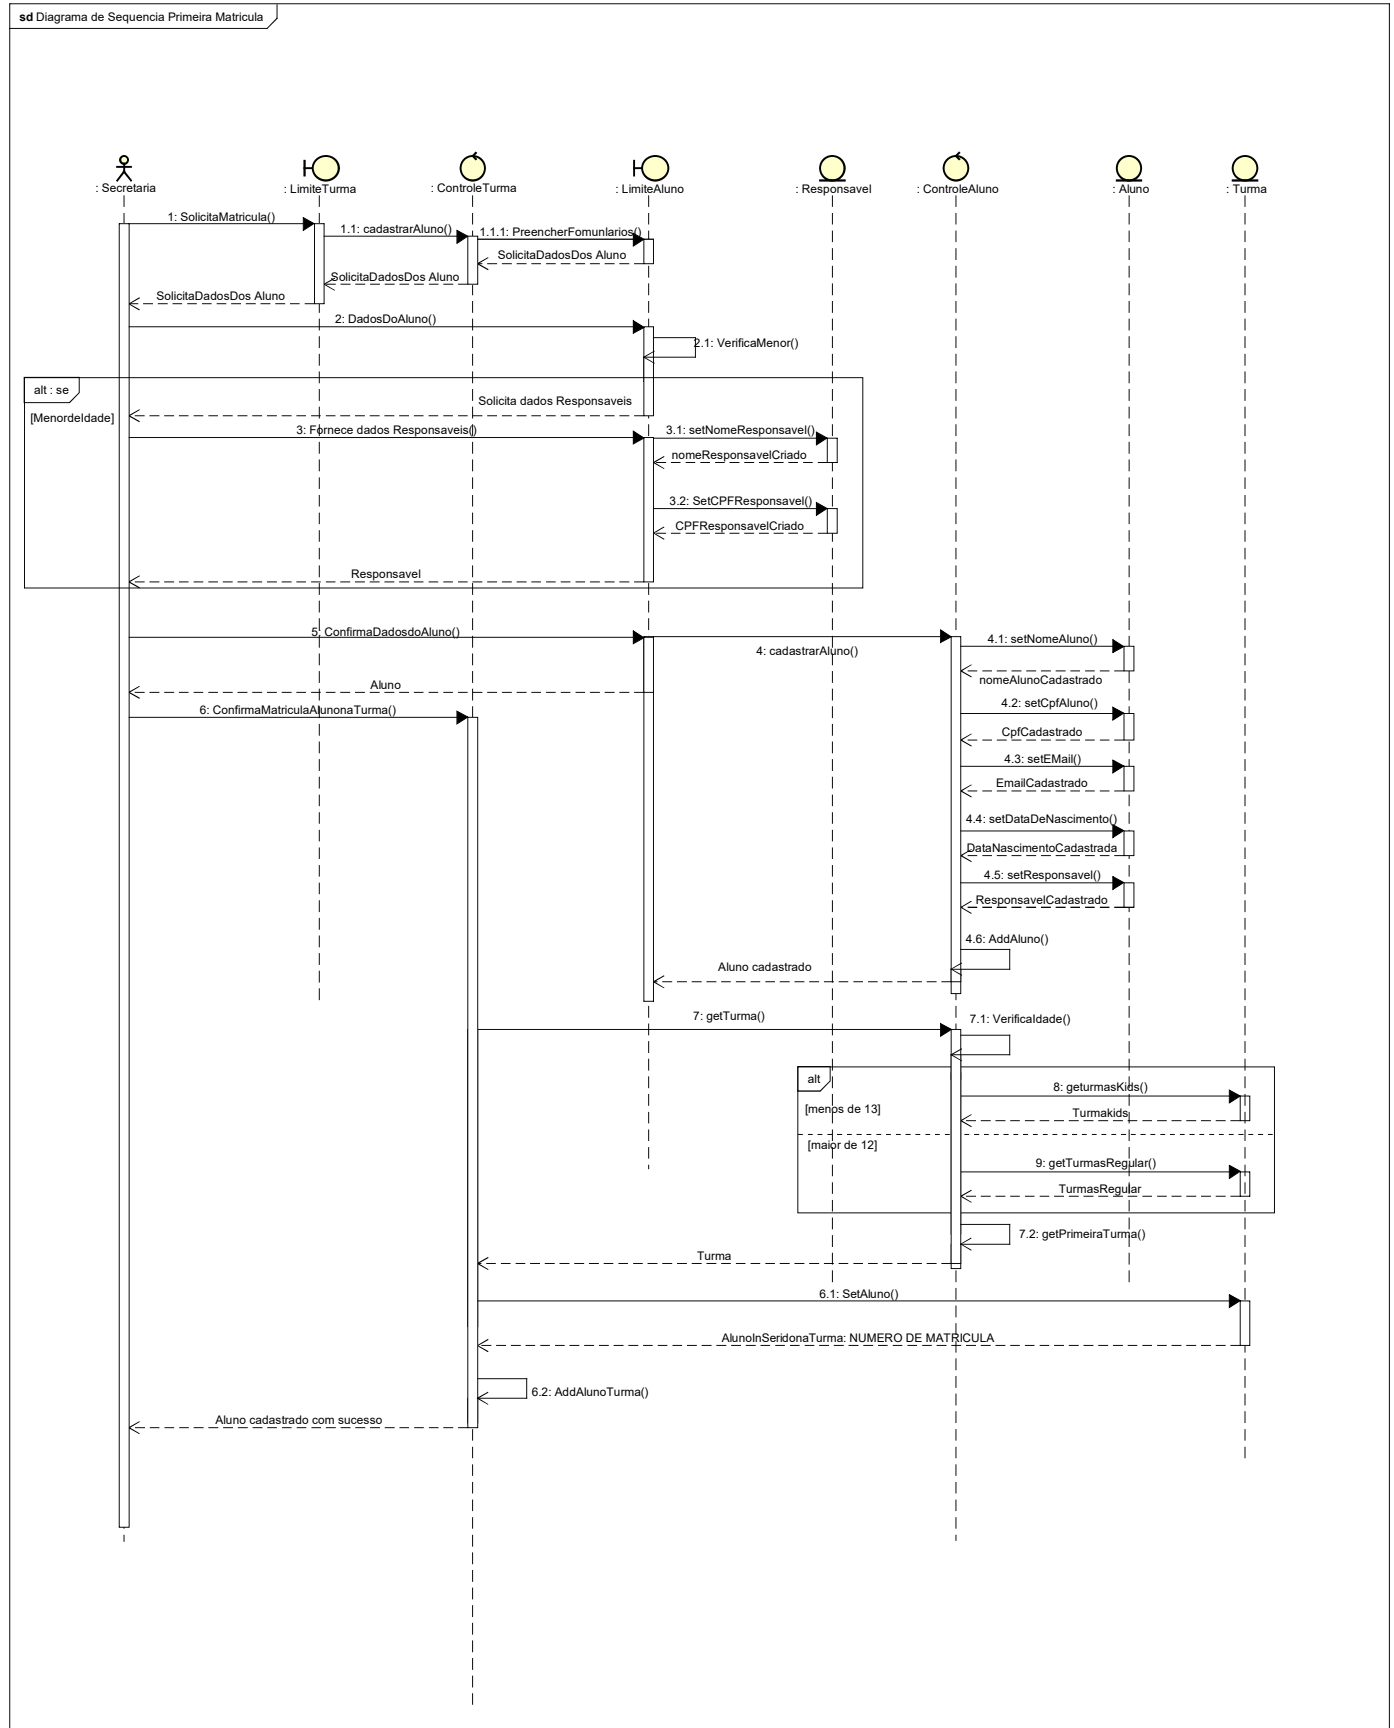 sd Diagrama de Sequencia Primeira Matricula
: Secretaria
: LimiteTurma
: ControleTurma
: LimiteAluno
: Responsavel
: ControleAluno
: Aluno
: Turma
1: SolicitaMatricula()
1.1: cadastrarAluno()
1.1.1: PreencherFomunlarios()
SolicitaDadosDos Aluno
SolicitaDadosDos Aluno
SolicitaDadosDos Aluno
2: DadosDoAluno()
2.1: VerificaMenor()
alt : se
[MenordeIdade]
Solicita dados Responsaveis
3: Fornece dados Responsaveis()
3.1: setNomeResponsavel()
nomeResponsavelCriado
3.2: SetCPFResponsavel()
CPFResponsavelCriado
Responsavel
5: ConfirmaDadosdoAluno()
4: cadastrarAluno()
4.1: setNomeAluno()
nomeAlunoCadastrado
Aluno
6: ConfirmaMatriculaAlunonaTurma()
4.2: setCpfAluno()
CpfCadastrado
4.3: setEMail()
EmailCadastrado
4.4: setDataDeNascimento()
DataNascimentoCadastrada
4.5: setResponsavel()
ResponsavelCadastrado
4.6: AddAluno()
Aluno cadastrado
7: getTurma()
7.1: VerificaIdade()
alt
[menos de 13]
8: geturmasKids()
Turmakids
[maior de 12]
9: getTurmasRegular()
TurmasRegular
7.2: getPrimeiraTurma()
Turma
6.1: SetAluno()
AlunoInSeridonaTurma: NUMERO DE MATRICULA
6.2: AddAlunoTurma()
Aluno cadastrado com sucesso